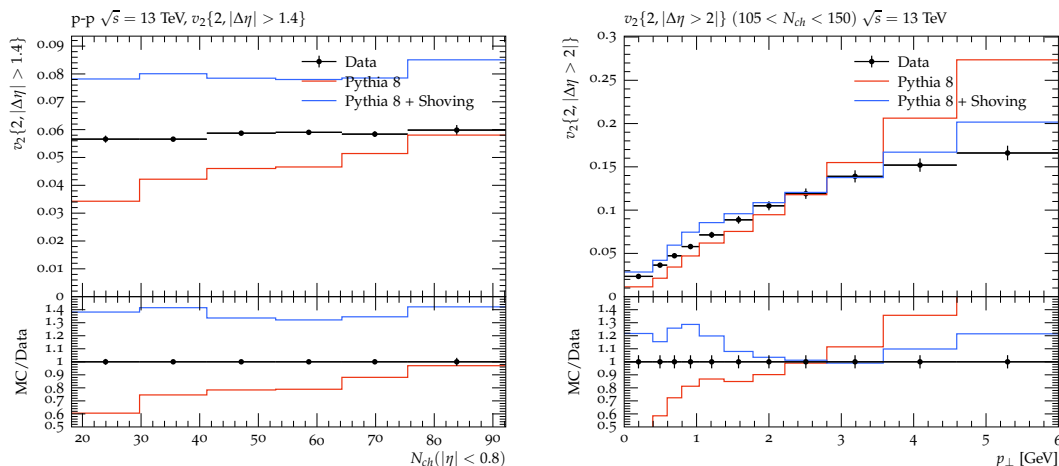 p-p √s = 13 TeV, v₂{2, |Δη| > 1.4}
v₂{2, |Δη| > 1.4}
0.09
0.08
0.07
0.06
0.05
0.04
0.03
0.02
0.01
0
Data
Pythia 8
Pythia 8 + Shoving
MC/Data
1.4
1.3
1.2
1.1
1
0.9
0.8
0.7
0.6
0.5
20 30 40 50 60 70 80 90
N_ch(|η| < 0.8)
v₂{2, |Δη > 2|} (105 < N_ch < 150) √s = 13 TeV
v₂{2, |Δη > 2|}
0.3
0.25
0.2
0.15
0.1
0.05
Data
Pythia 8
Pythia 8 + Shoving
MC/Data
1.4
1.3
1.2
1.1
1
0.9
0.8
0.7
0.6
0.5
0 1 2 3 4 5 6
p⊥ [GeV]